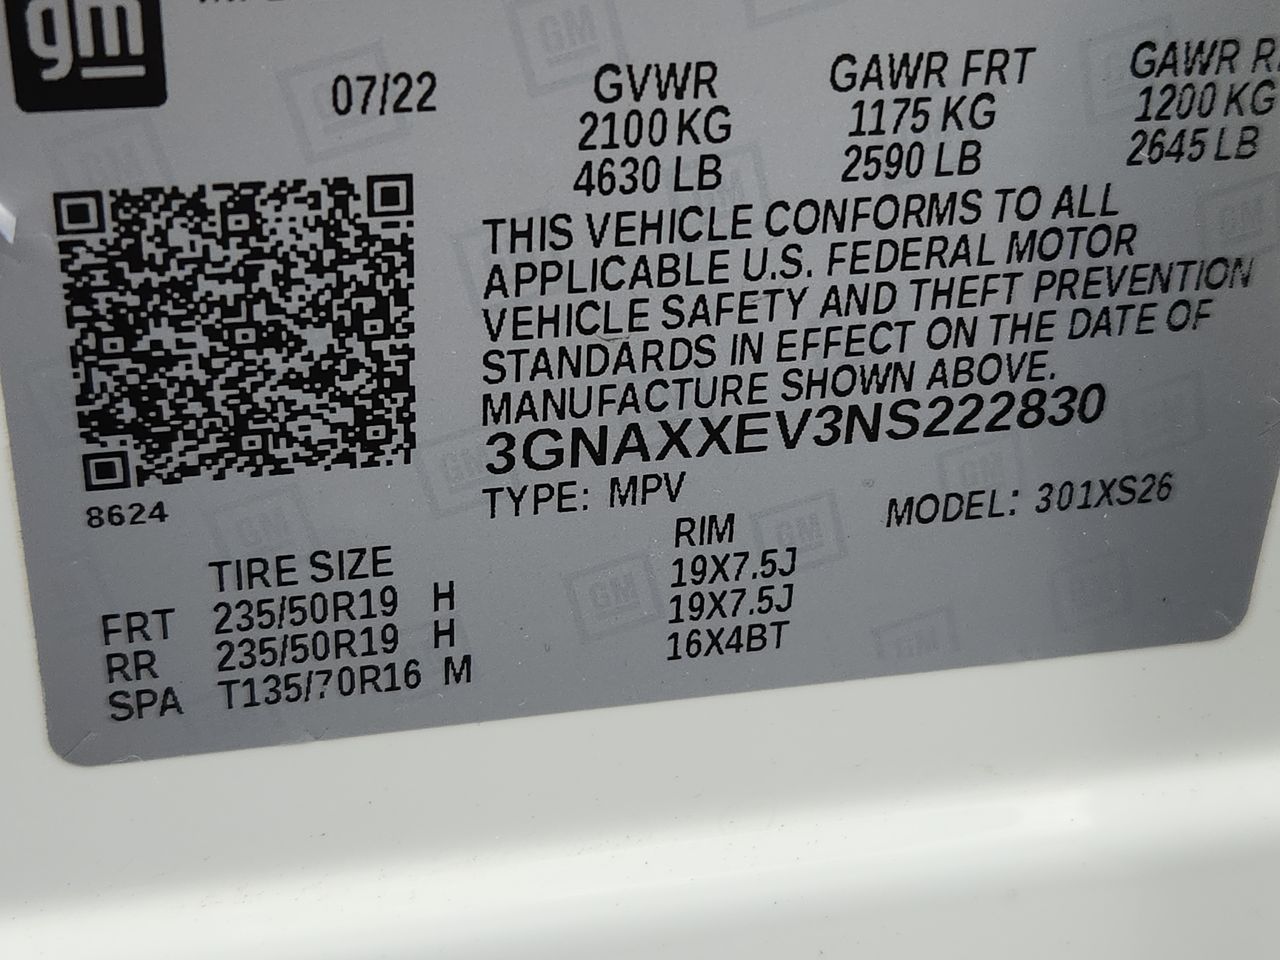 gm
07/22
GVWR
2100 KG
4630 LB
GAWR FRT
1175 KG
2590 LB
GAWR
1200 KG
2645 LB
THIS VEHICLE CONFORMS TO ALL
APPLICABLE U.S. FEDERAL MOTOR
VEHICLE SAFETY AND THEFT PREVENTION
STANDARDS IN EFFECT ON THE DATE OF
MANUFACTURE SHOWN ABOVE.
3GNAXXEV3NS222830
TYPE: MPV
MODEL: 301XS26
8624
TIRE SIZE RIM
FRT 235/50R19 H 19X7.5J
RR 235/50R19 H 19X7.5J
SPA T135/70R16 M 16X4BT